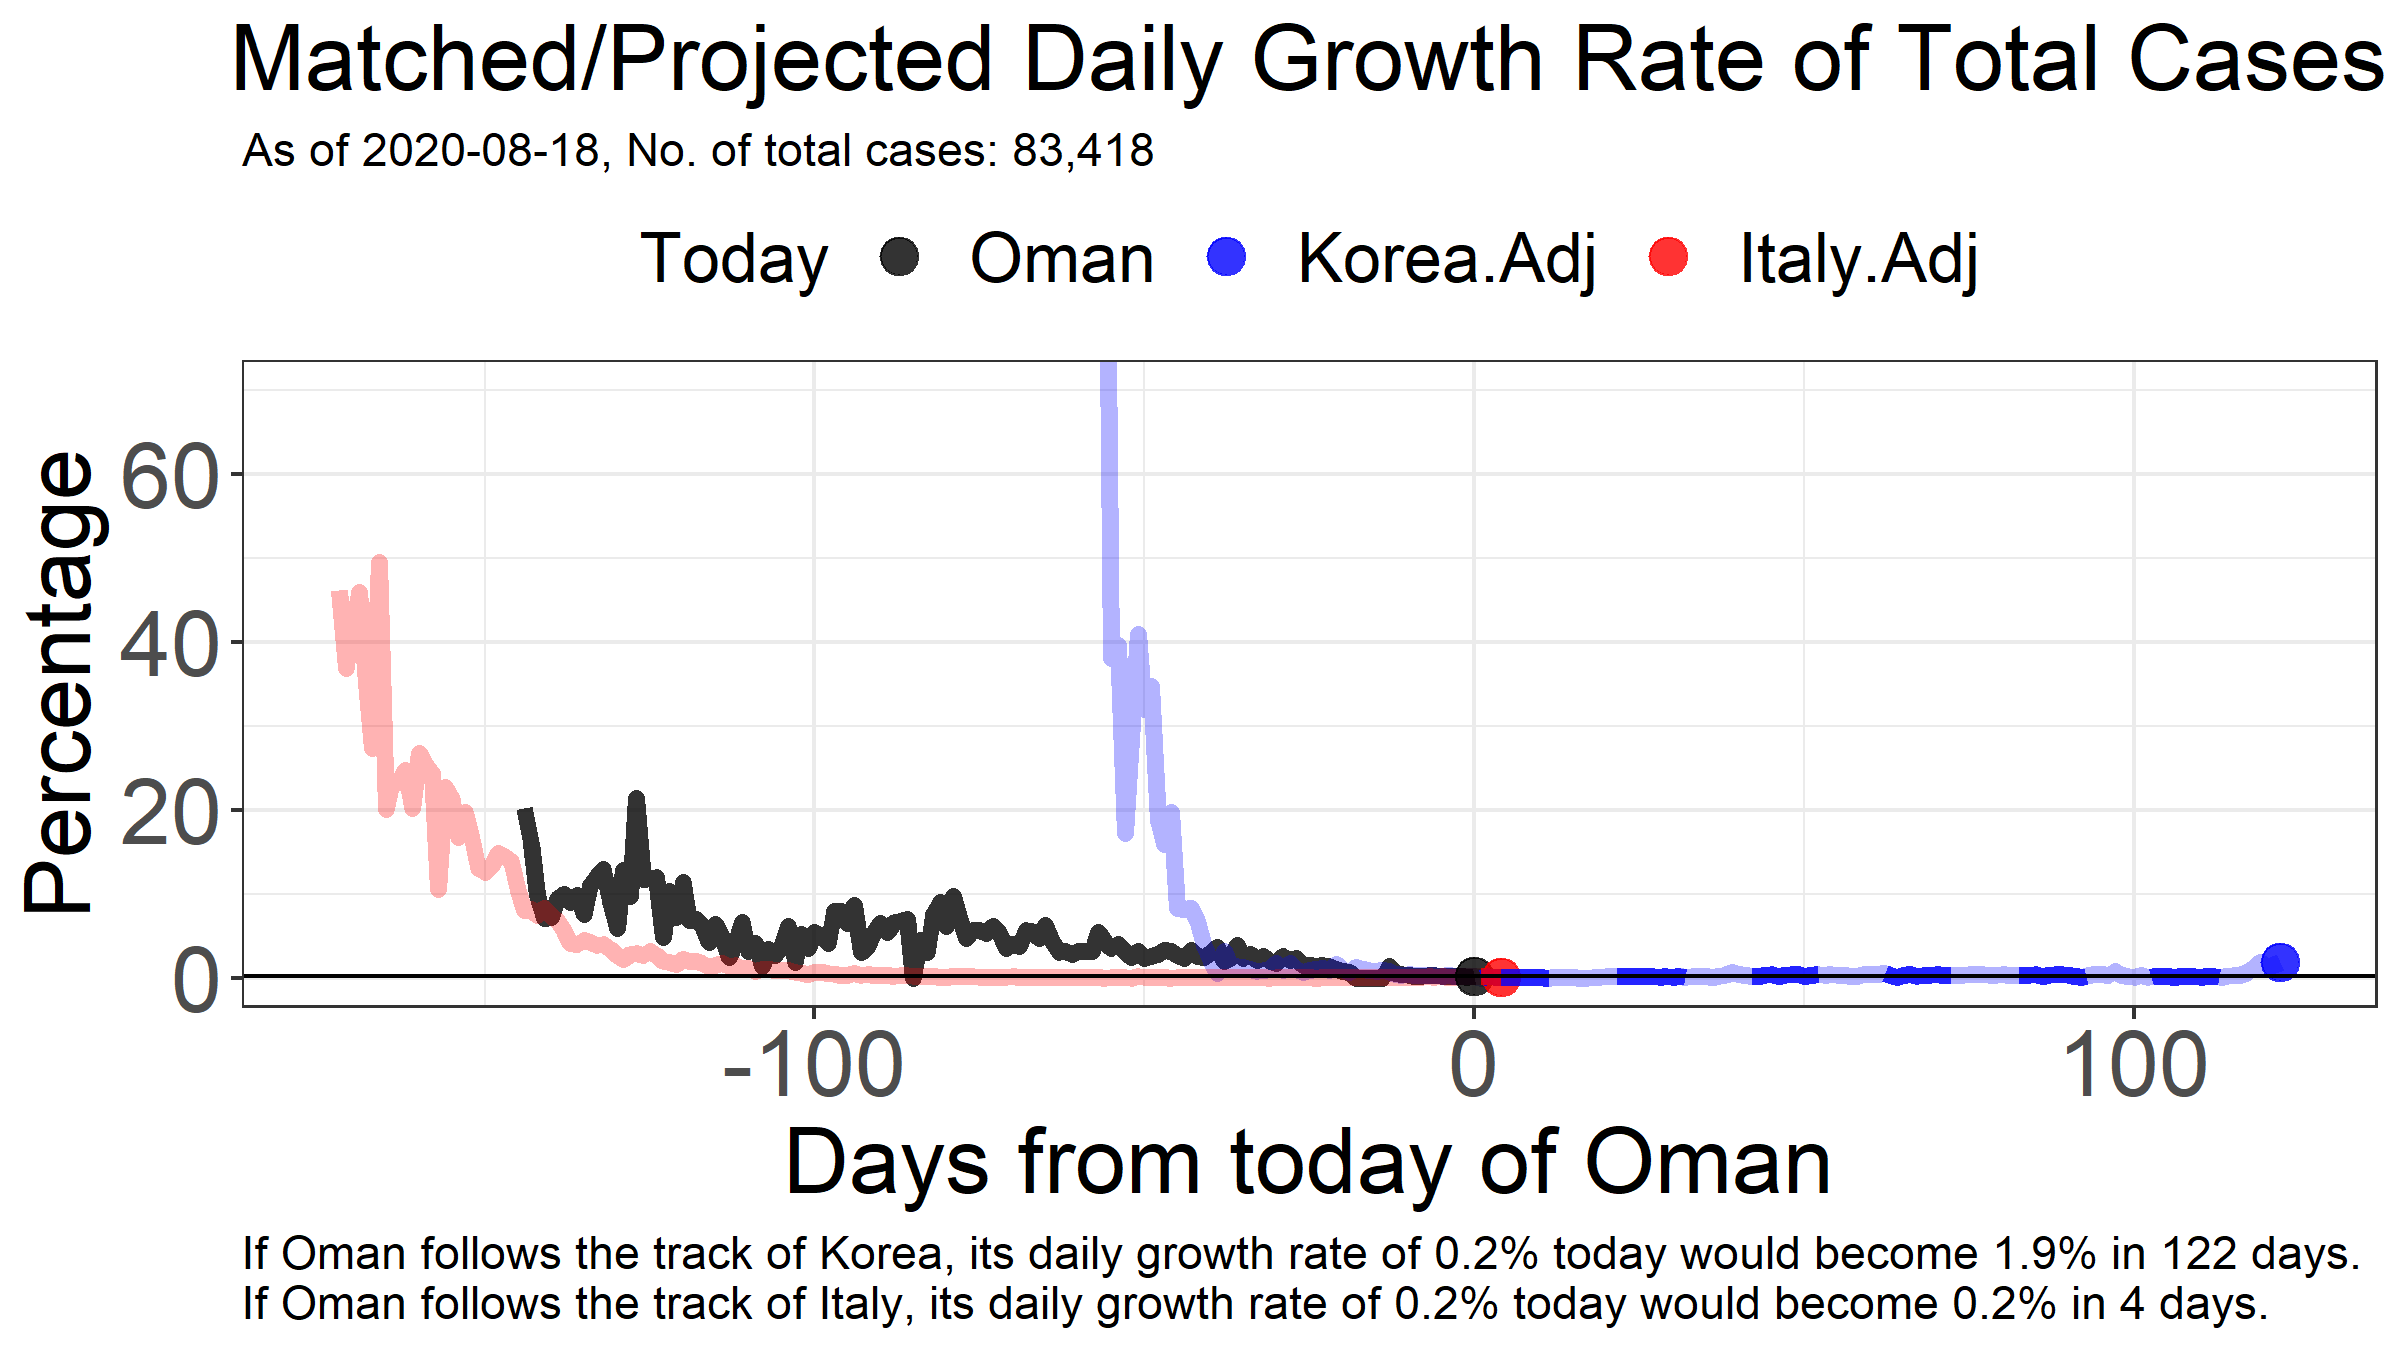 Matched/Projected Daily Growth Rate of Total Cases
As of 2020-08-18, No. of total cases: 83,418
Today Oman Korea.Adj Italy.Adj
Percentage
60
40
20
0
-100 0 100
Days from today of Oman
If Oman follows the track of Korea, its daily growth rate of 0.2% today would become 1.9% in 122 days.
If Oman follows the track of Italy, its daily growth rate of 0.2% today would become 0.2% in 4 days.